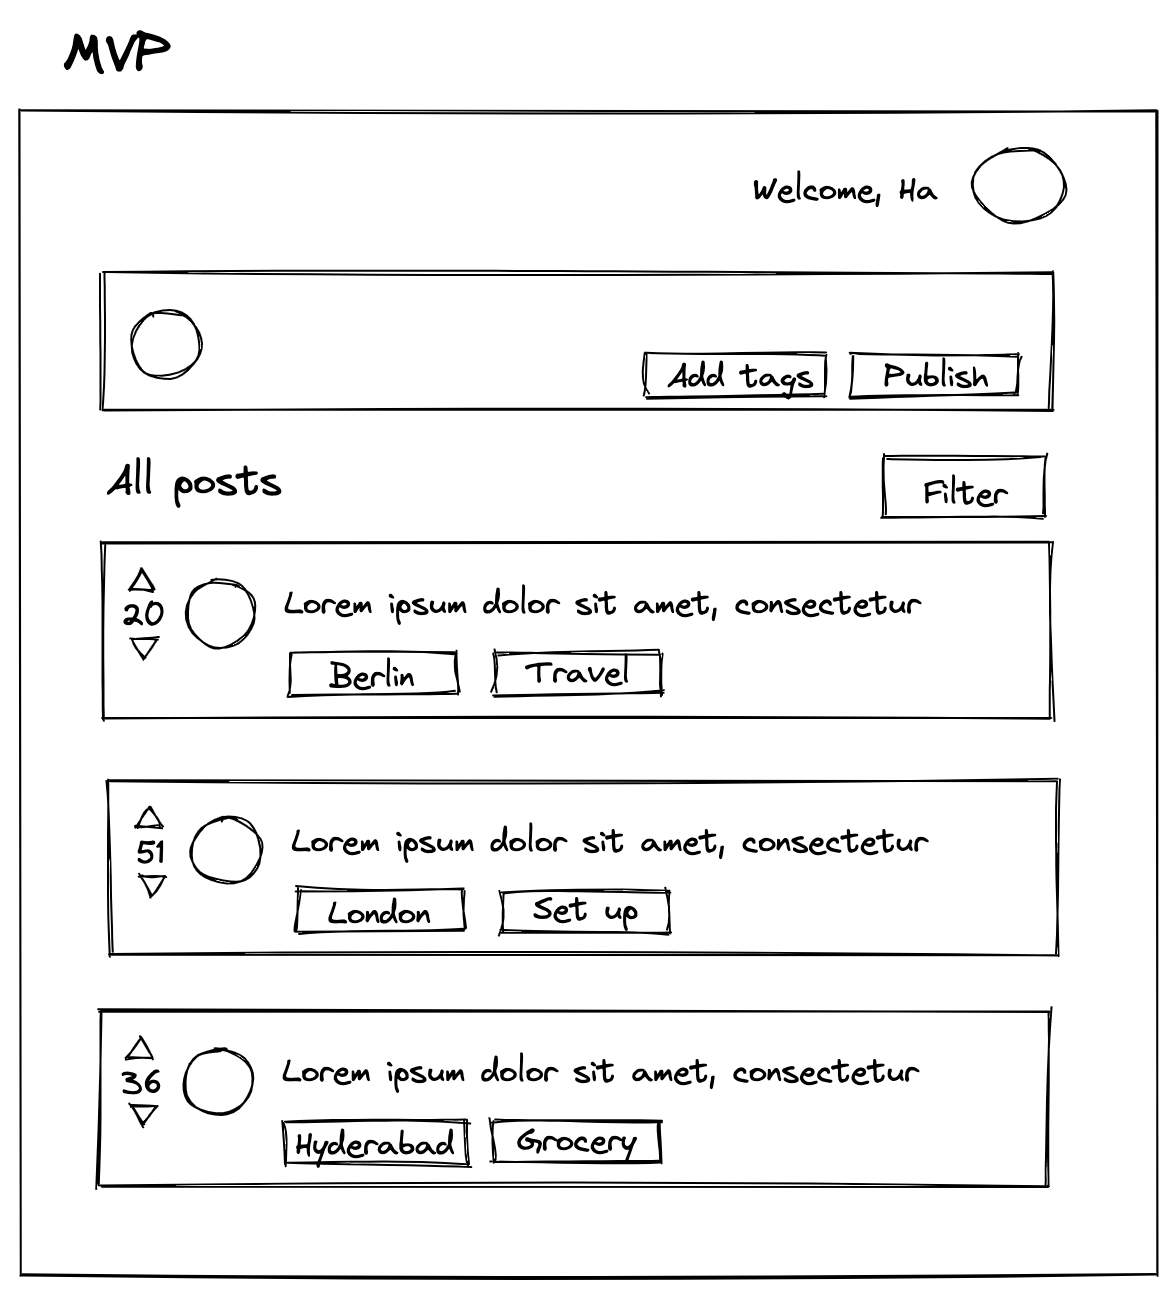 MVP
Welcome, Ha
Add tags Publish
All posts
Filter
20
Lorem ipsum dolor sit amet, consectetur
Berlin Travel
51
Lorem ipsum dolor sit amet, consectetur
London Set up
36
Lorem ipsum dolor sit amet, consectetur
Hyderabad Grocery